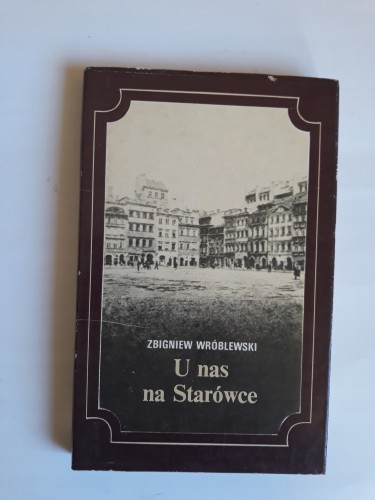 ZBIGNIEW WRÓBLEWSKI
U nas
na Starówce